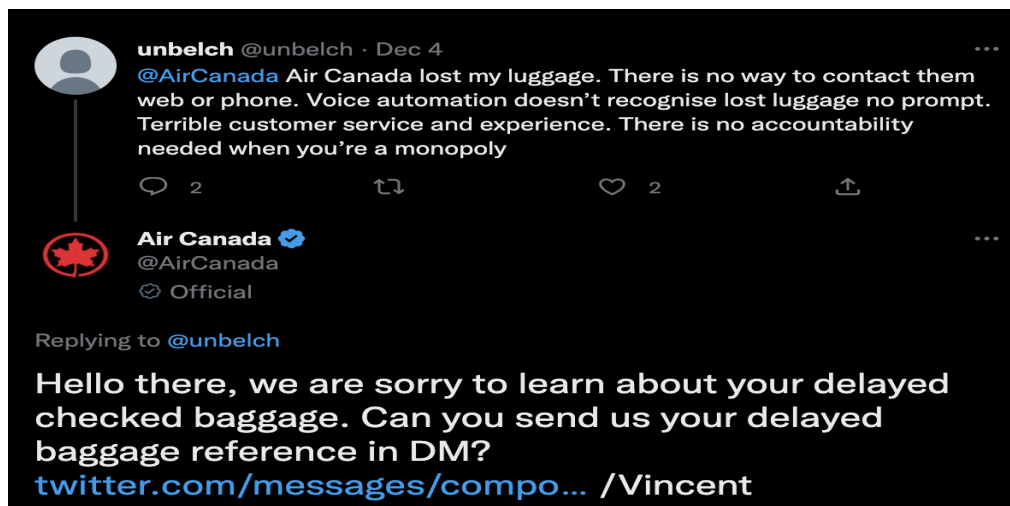 unbelch @unbelch · Dec 4
@AirCanada Air Canada lost my luggage. There is no way to contact them
web or phone. Voice automation doesn’t recognise lost luggage no prompt.
Terrible customer service and experience. There is no accountability
needed when you’re a monopoly
2 2
Air Canada
@AirCanada
Official
Replying to @unbelch
Hello there, we are sorry to learn about your delayed
checked baggage. Can you send us your delayed
baggage reference in DM?
twitter.com/messages/compo... /Vincent